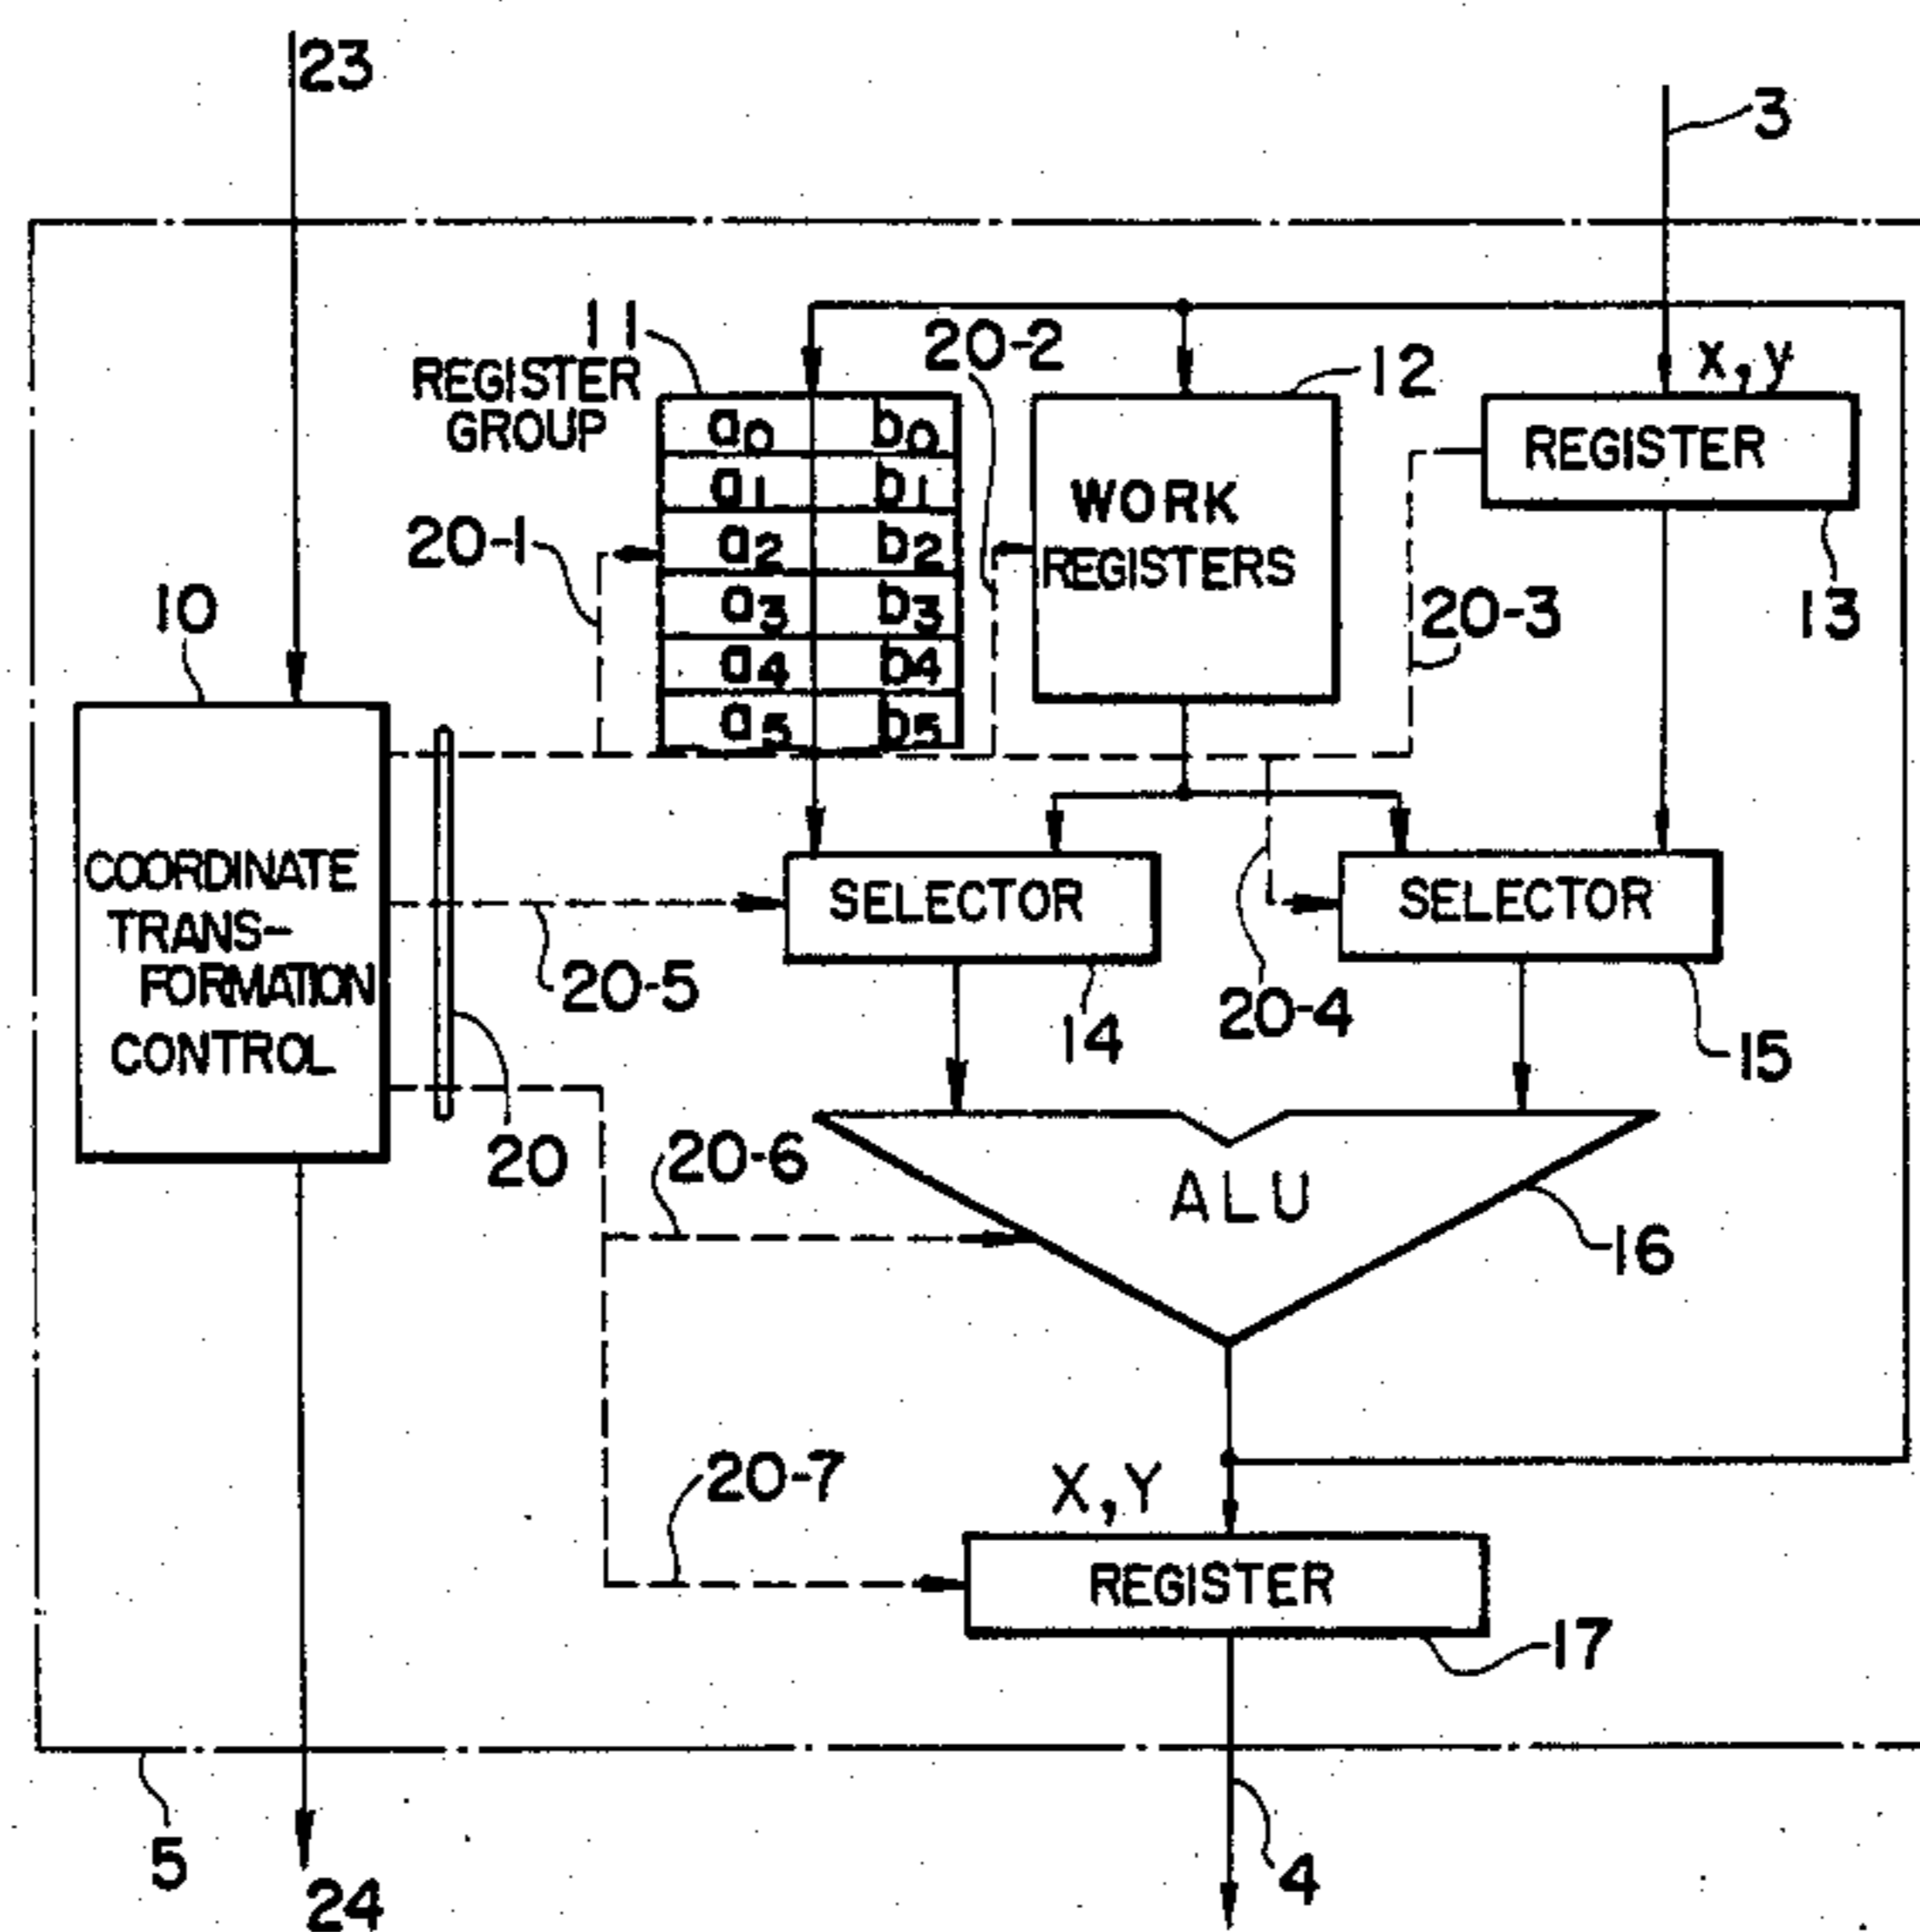 23
3
11
REGISTER
GROUP
20-2
12
x, y
a0 b0
a1 b1
a2 b2
a3 b3
a4 b4
a5 b5
WORK
REGISTERS
REGISTER
20-1
10
20-3
13
COORDINATE
TRANS-
FORMATION
CONTROL
SELECTOR
SELECTOR
20-5
14
20-4
15
20
20-6
ALU
16
20-7
X, Y
REGISTER
17
5
24
4